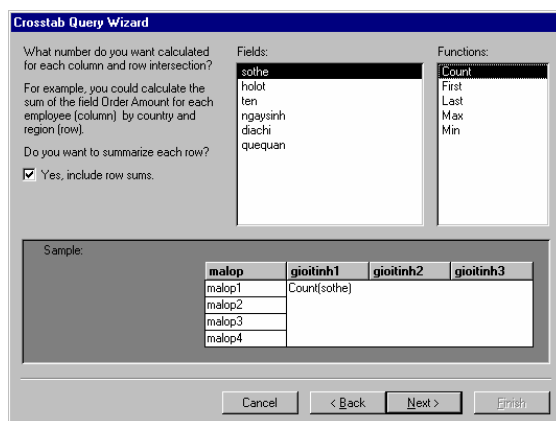 Crosstab Query Wizard
What number do you want calculated
for each column and row intersection?
For example, you could calculate the
sum of the field Order Amount for each
employee (column) by country and
region (row).
Do you want to summarize each row?
Yes, include row sums.
Fields:
sothe
holot
ten
ngaysinh
diachi
quequan
Functions:
Count
First
Last
Max
Min
Sample:
malop gioitinh1 gioitinh2 gioitinh3
malop1 Count(sothe)
malop2
malop3
malop4
Cancel < Back Next > Finish